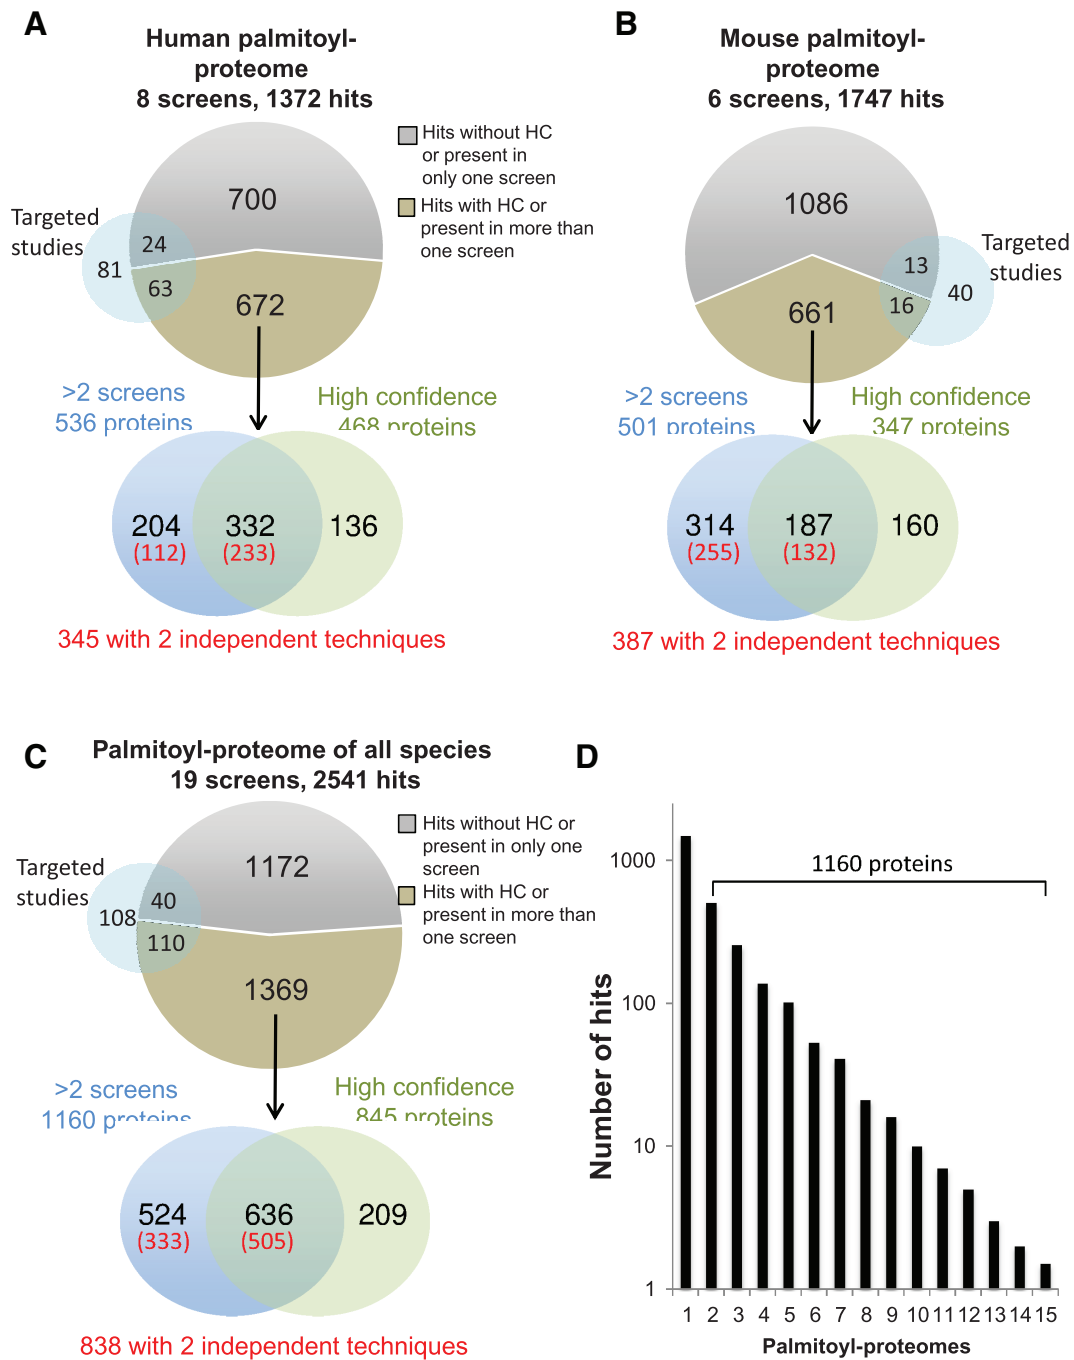 A
Human palmitoyl-
proteome
8 screens, 1372 hits
Hits without HC
or present in
only one screen
Hits with HC or
present in more than
one screen
700
Targeted
studies
24
81
63
672
>2 screens
536 proteins
High confidence
468 proteins
204
(112)
332
(233)
136
345 with 2 independent techniques
B
Mouse palmitoyl-
proteome
6 screens, 1747 hits
1086
Targeted
studies
13
40
16
661
>2 screens
501 proteins
High confidence
347 proteins
314
(255)
187
(132)
160
387 with 2 independent techniques
C
Palmitoyl-proteome of all species
19 screens, 2541 hits
Hits without HC or
present in only one
screen
Hits with HC or
present in more than
one screen
1172
Targeted
studies
40
108
110
1369
>2 screens
1160 proteins
High confidence
845 proteins
524
(333)
636
(505)
209
838 with 2 independent techniques
D
1160 proteins
1000
100
10
1
Number of hits
1 2 3 4 5 6 7 8 9 10 11 12 13 14 15
Palmitoyl-proteomes